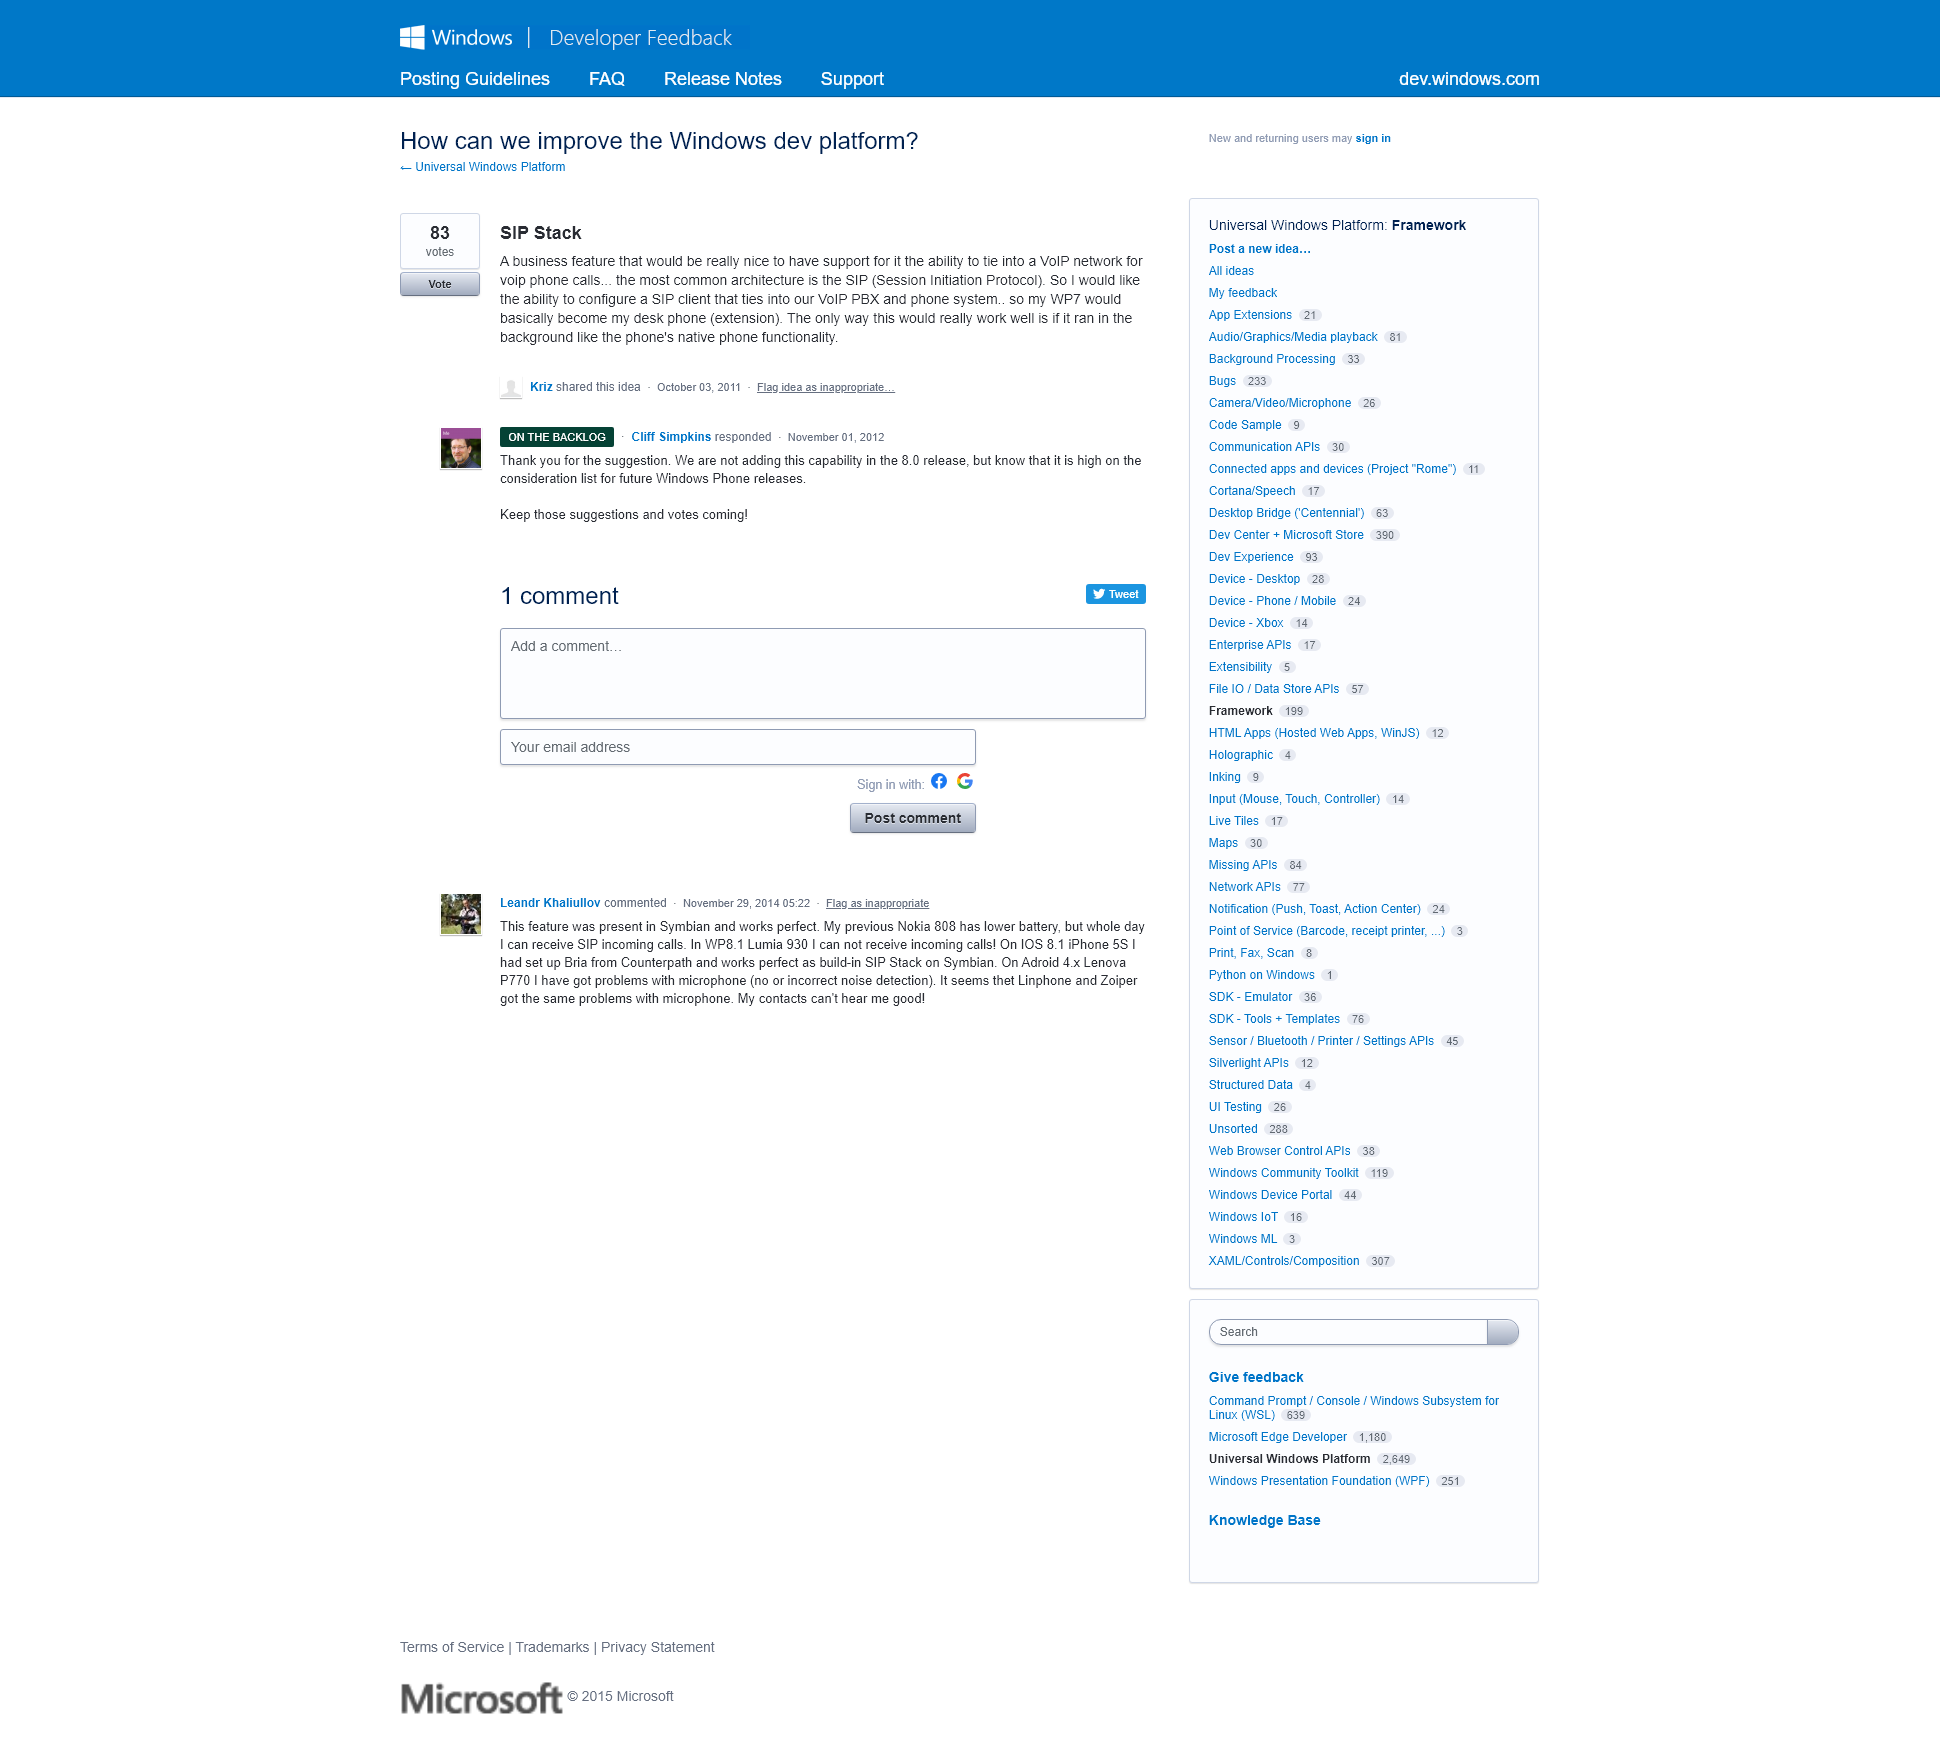 Windows | Developer Feedback
Posting Guidelines FAQ Release Notes Support dev.windows.com
How can we improve the Windows dev platform?
← Universal Windows Platform
New and returning users may sign in
83
votes
Vote
SIP Stack
A business feature that would be really nice to have support for it the ability to tie into a VoIP network for
voip phone calls... the most common architecture is the SIP (Session Initiation Protocol). So I would like
the ability to configure a SIP client that ties into our VoIP PBX and phone system.. so my WP7 would
basically become my desk phone (extension). The only way this would really work well is if it ran in the
background like the phone's native phone functionality.
Kriz shared this idea · October 03, 2011 · Flag idea as inappropriate…
ON THE BACKLOG · Cliff Simpkins responded · November 01, 2012
Thank you for the suggestion. We are not adding this capability in the 8.0 release, but know that it is high on the
consideration list for future Windows Phone releases.
Keep those suggestions and votes coming!
1 comment
Tweet
Add a comment…
Your email address
Sign in with:
Post comment
Leandr Khaliullov commented · November 29, 2014 05:22 · Flag as inappropriate
This feature was present in Symbian and works perfect. My previous Nokia 808 has lower battery, but whole day
I can receive SIP incoming calls. In WP8.1 Lumia 930 I can not receive incoming calls! On IOS 8.1 iPhone 5S I
had set up Bria from Counterpath and works perfect as build-in SIP Stack on Symbian. On Adroid 4.x Lenova
P770 I have got problems with microphone (no or incorrect noise detection). It seems thet Linphone and Zoiper
got the same problems with microphone. My contacts can't hear me good!
Universal Windows Platform: Framework
Post a new idea…
All ideas
My feedback
App Extensions 21
Audio/Graphics/Media playback 81
Background Processing 33
Bugs 233
Camera/Video/Microphone 26
Code Sample 9
Communication APIs 30
Connected apps and devices (Project "Rome") 11
Cortana/Speech 17
Desktop Bridge ('Centennial') 63
Dev Center + Microsoft Store 390
Dev Experience 93
Device - Desktop 28
Device - Phone / Mobile 24
Device - Xbox 14
Enterprise APIs 17
Extensibility 5
File IO / Data Store APIs 57
Framework 199
HTML Apps (Hosted Web Apps, WinJS) 12
Holographic 4
Inking 9
Input (Mouse, Touch, Controller) 14
Live Tiles 17
Maps 30
Missing APIs 84
Network APIs 77
Notification (Push, Toast, Action Center) 24
Point of Service (Barcode, receipt printer, ...) 3
Print, Fax, Scan 8
Python on Windows 1
SDK - Emulator 36
SDK - Tools + Templates 76
Sensor / Bluetooth / Printer / Settings APIs 45
Silverlight APIs 12
Structured Data 4
UI Testing 26
Unsorted 288
Web Browser Control APIs 38
Windows Community Toolkit 119
Windows Device Portal 44
Windows IoT 16
Windows ML 3
XAML/Controls/Composition 307
Search
Give feedback
Command Prompt / Console / Windows Subsystem for
Linux (WSL) 639
Microsoft Edge Developer 1,180
Universal Windows Platform 2,649
Windows Presentation Foundation (WPF) 251
Knowledge Base
Terms of Service | Trademarks | Privacy Statement
Microsoft © 2015 Microsoft